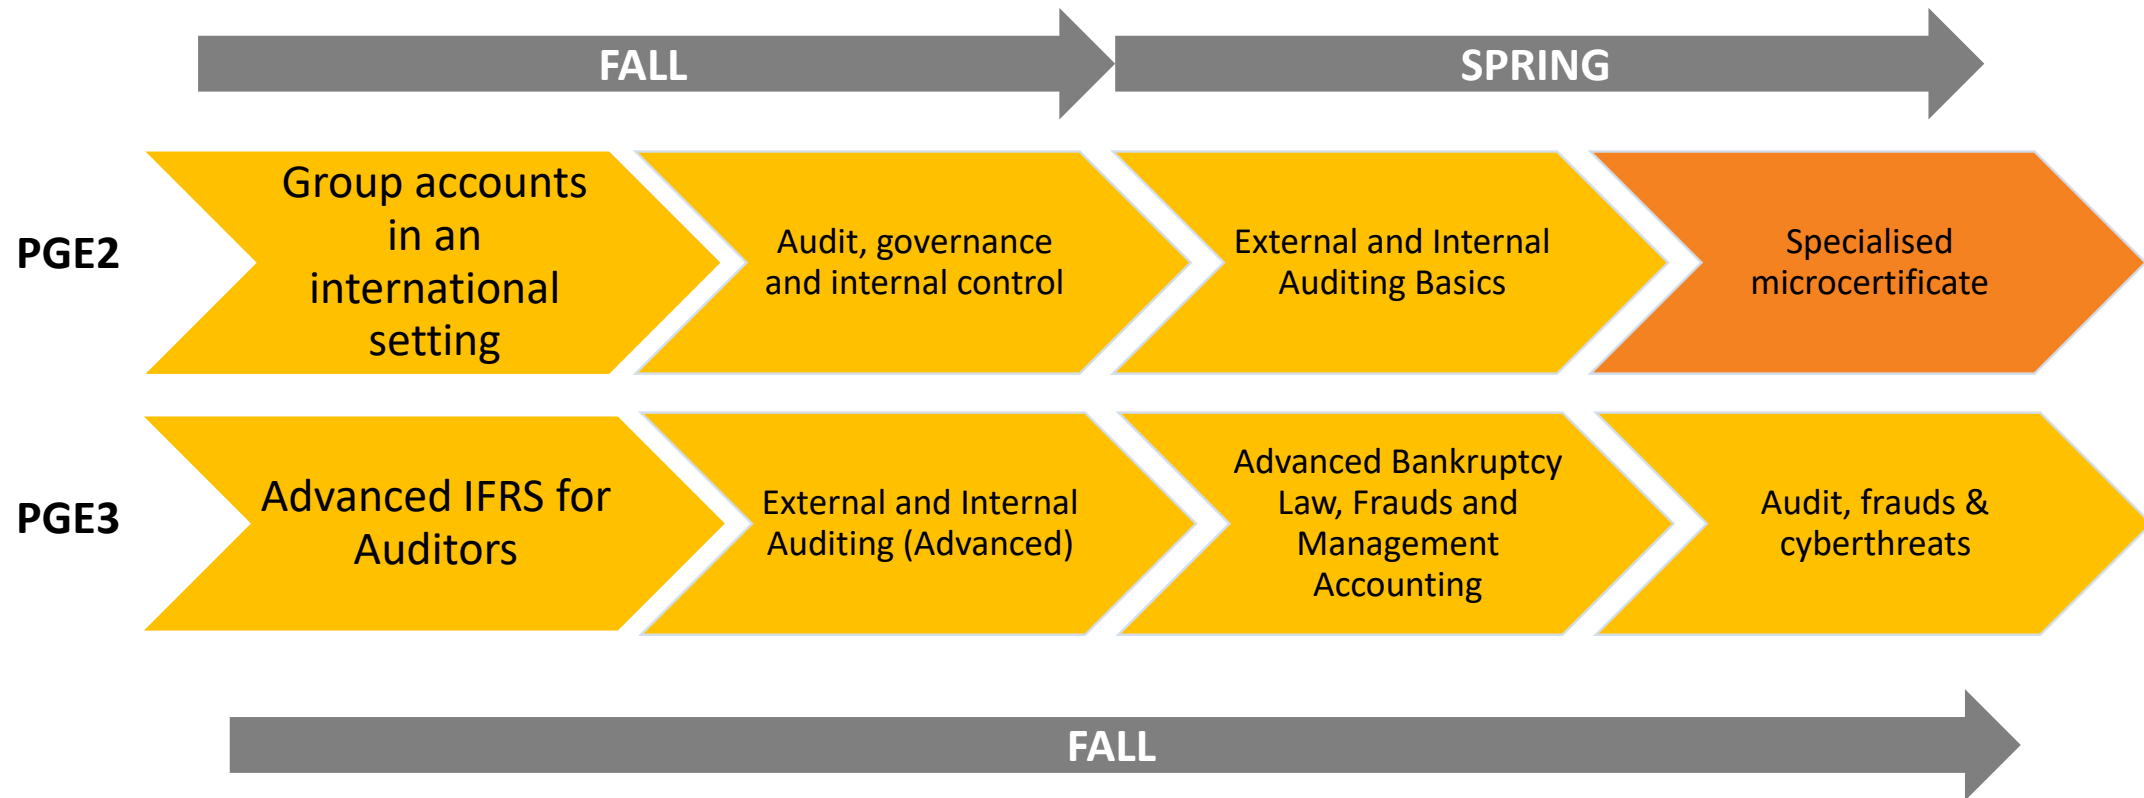 FALL
SPRING
PGE2
Group accounts
in an
international
setting
Audit, governance
and internal control
External and Internal
Auditing Basics
Specialised
microcertificate
PGE3
Advanced IFRS for
Auditors
External and Internal
Auditing (Advanced)
Advanced Bankruptcy
Law, Frauds and
Management
Accounting
Audit, frauds &
cyberthreats
FALL